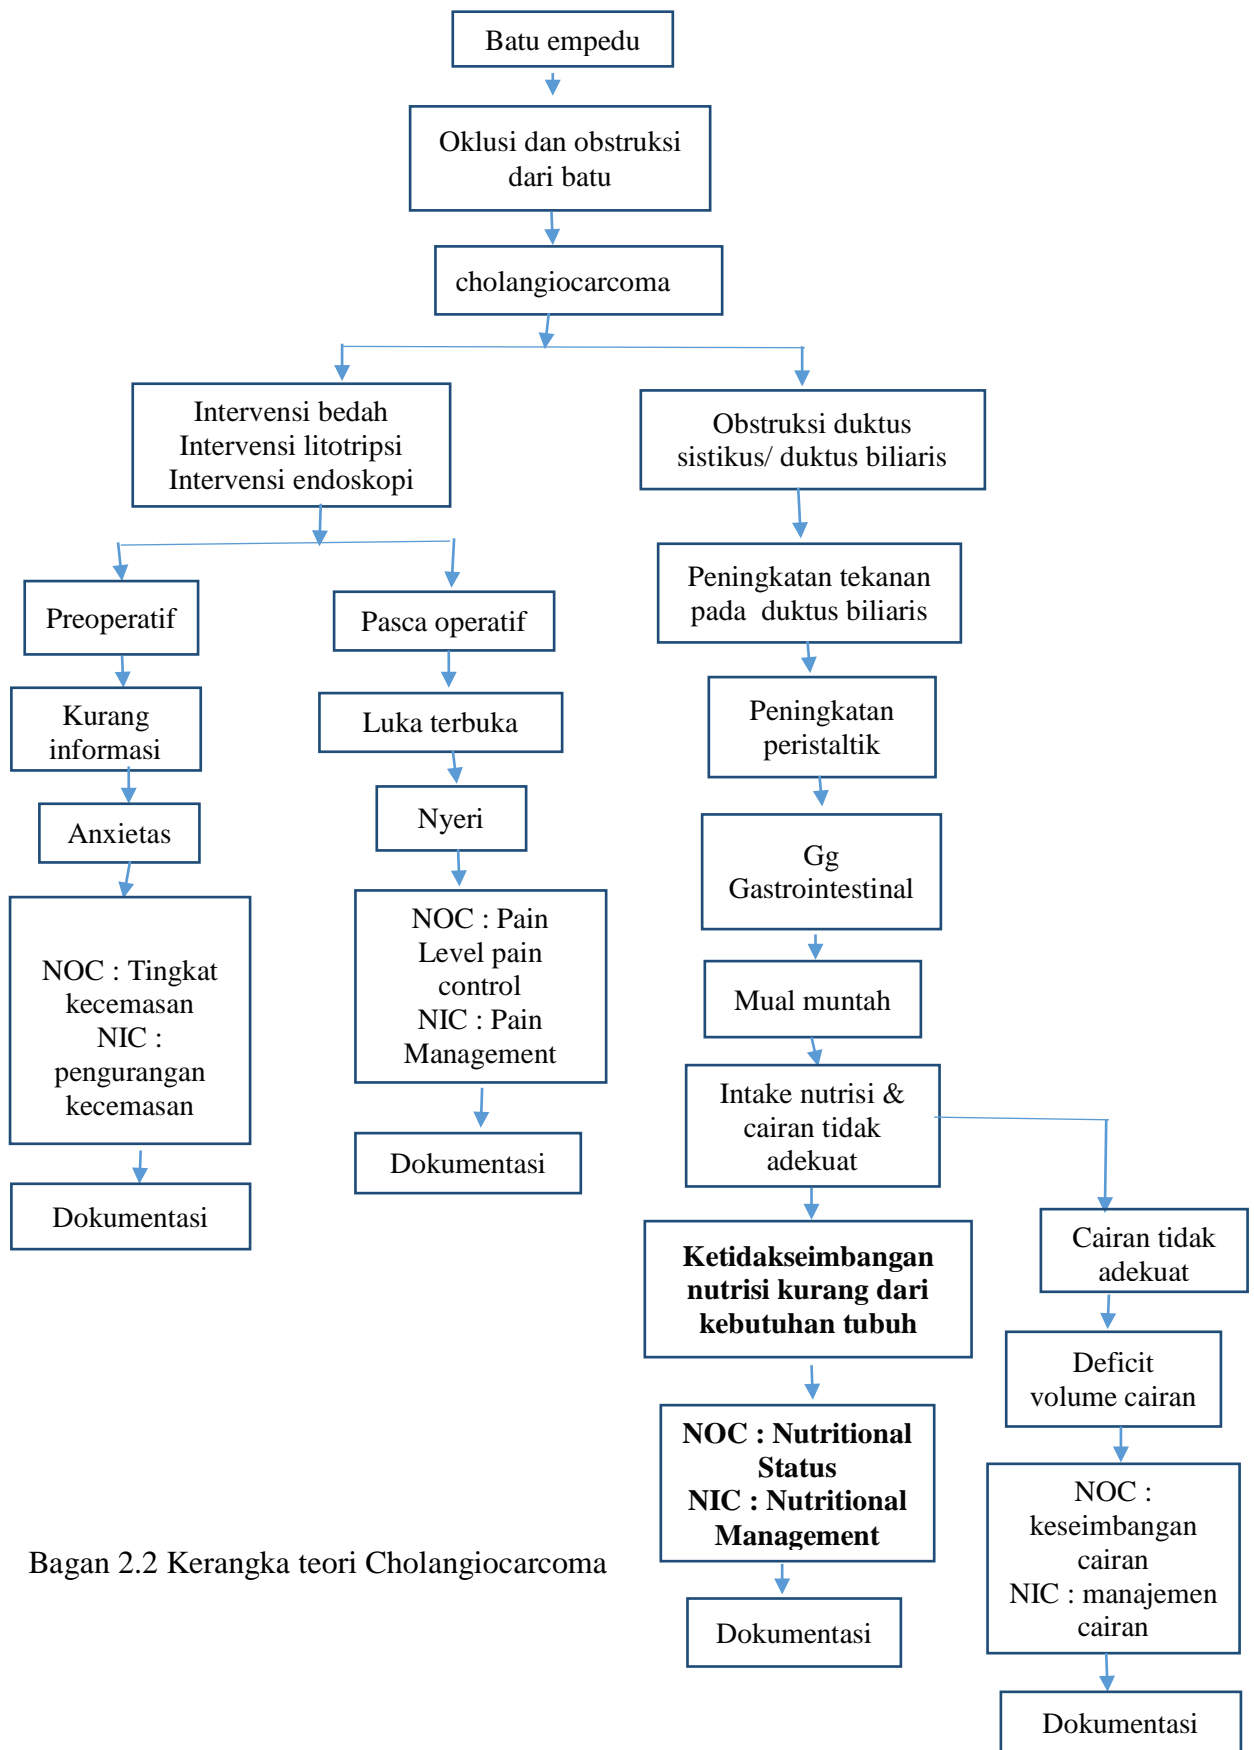 Batu empedu
Oklusi dan obstruksi
dari batu
cholangiocarcoma
Intervensi bedah
Intervensi litotripsi
Intervensi endoskopi
Obstruksi duktus
sistikus/ duktus biliaris
Preoperatif
Pasca operatif
Peningkatan tekanan
pada duktus biliaris
Kurang
informasi
Luka terbuka
Peningkatan
peristaltik
Anxietas
Nyeri
Gg
Gastrointestinal
NOC : Tingkat
kecemasan
NIC :
pengurangan
kecemasan
NOC : Pain
Level pain
control
NIC : Pain
Management
Mual muntah
Intake nutrisi &
cairan tidak
adekuat
Dokumentasi
Dokumentasi
Ketidakseimbangan
nutrisi kurang dari
kebutuhan tubuh
Cairan tidak
adekuat
Deficit
volume cairan
NOC : Nutritional
Status
NIC : Nutritional
Management
NOC :
keseimbangan
cairan
NIC : manajemen
cairan
Bagan 2.2 Kerangka teori Cholangiocarcoma
Dokumentasi
Dokumentasi